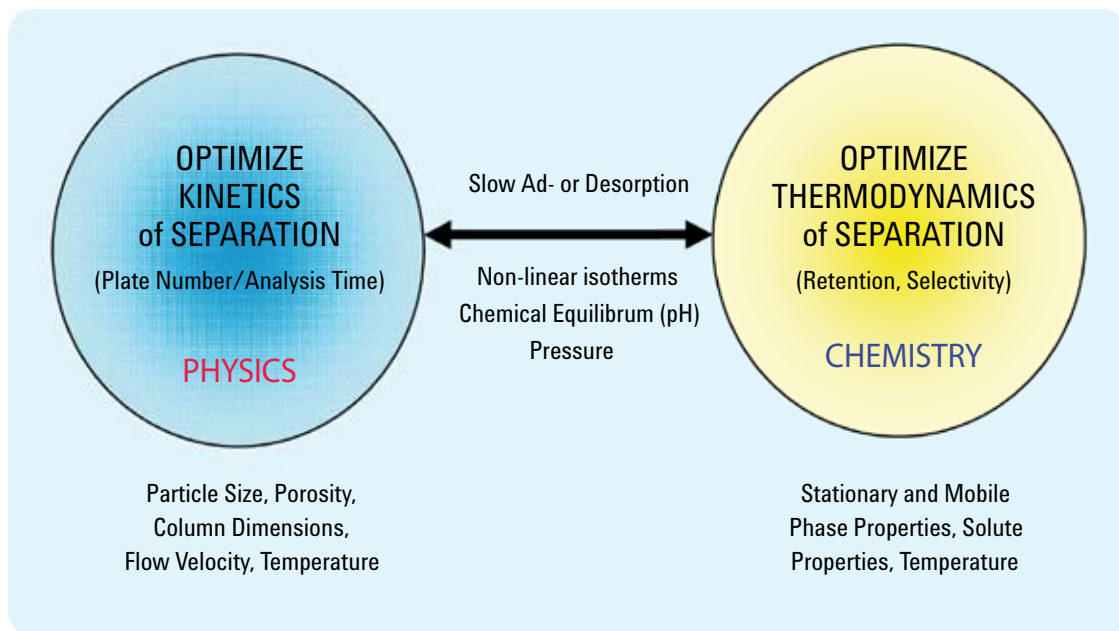 OPTIMIZE
KINETICS
of SEPARATION
(Plate Number/Analysis Time)
PHYSICS
Particle Size, Porosity,
Column Dimensions,
Flow Velocity, Temperature
Slow Ad- or Desorption
Non-linear isotherms
Chemical Equilibrum (pH)
Pressure
OPTIMIZE
THERMODYNAMICS
of SEPARATION
(Retention, Selectivity)
CHEMISTRY
Stationary and Mobile
Phase Properties, Solute
Properties, Temperature